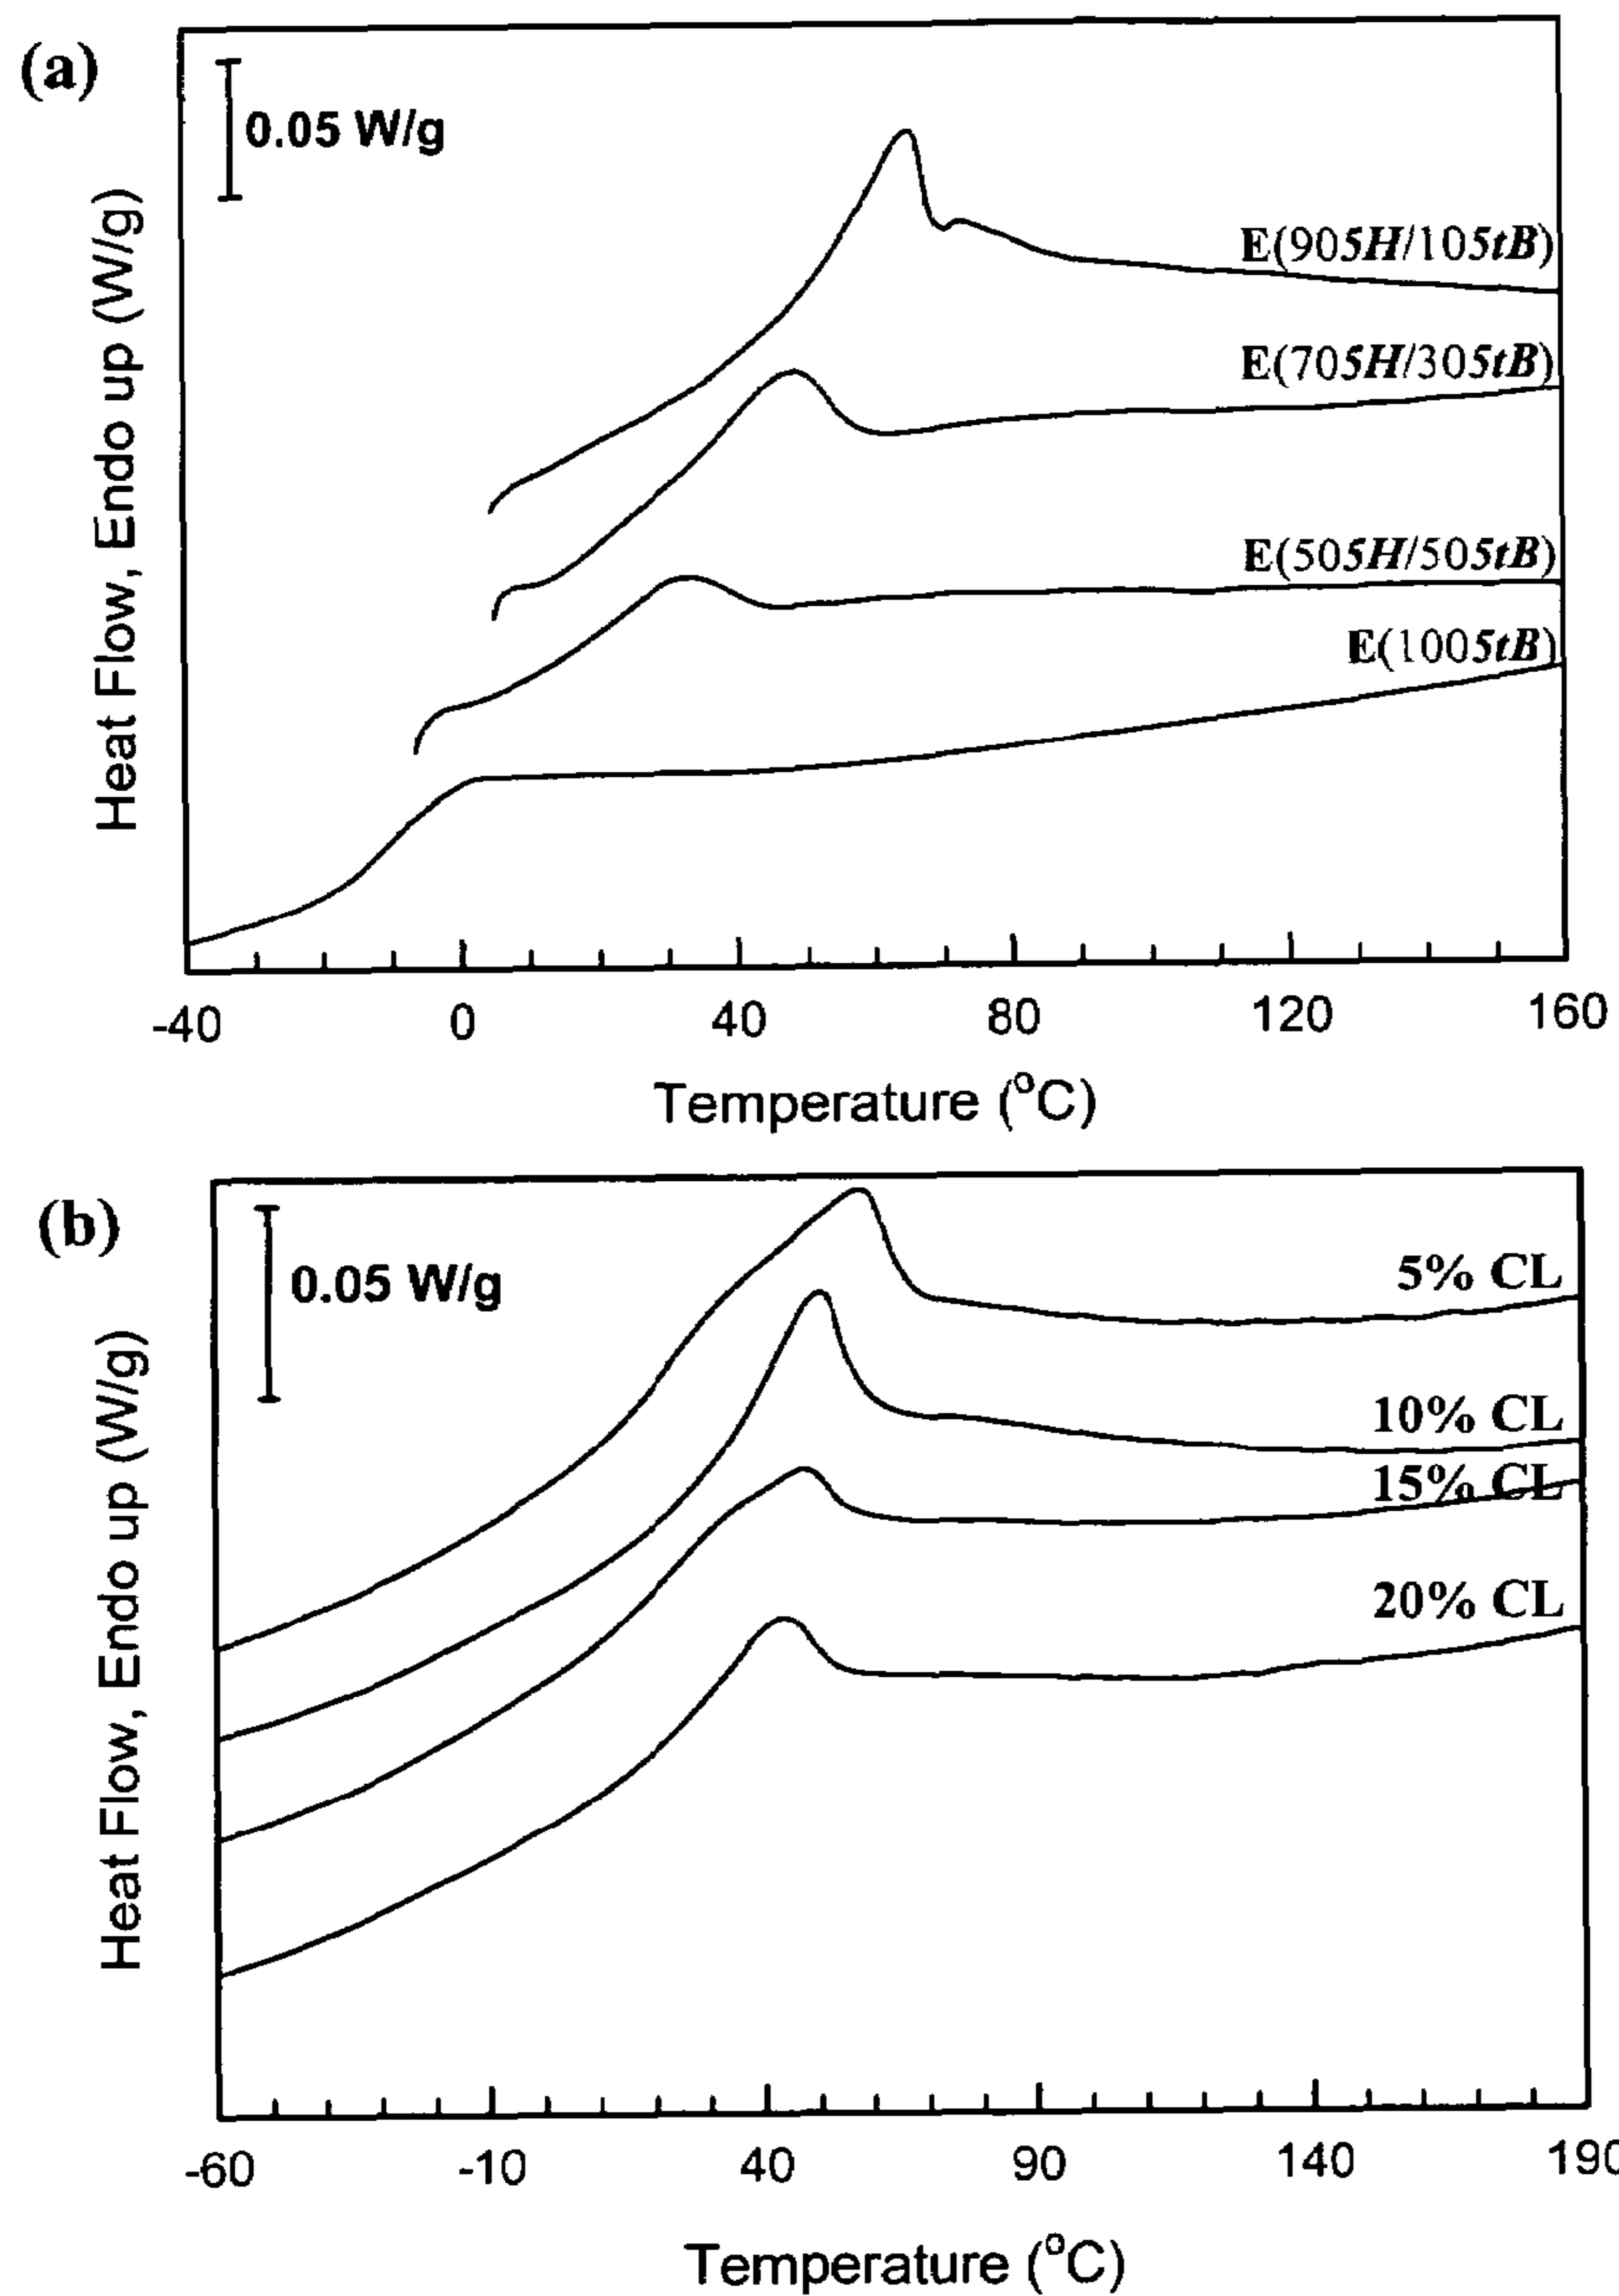 (a)
0.05 W/g
Heat Flow, Endo up (W/g)
E(905H/105tB)
E(705H/305tB)
E(505H/505tB)
E(1005tB)
-40 0 40 80 120 160
Temperature (°C)
(b)
0.05 W/g
Heat Flow, Endo up (W/g)
5% CL
10% CL
15% CL
20% CL
-60 -10 40 90 140 190
Temperature (°C)